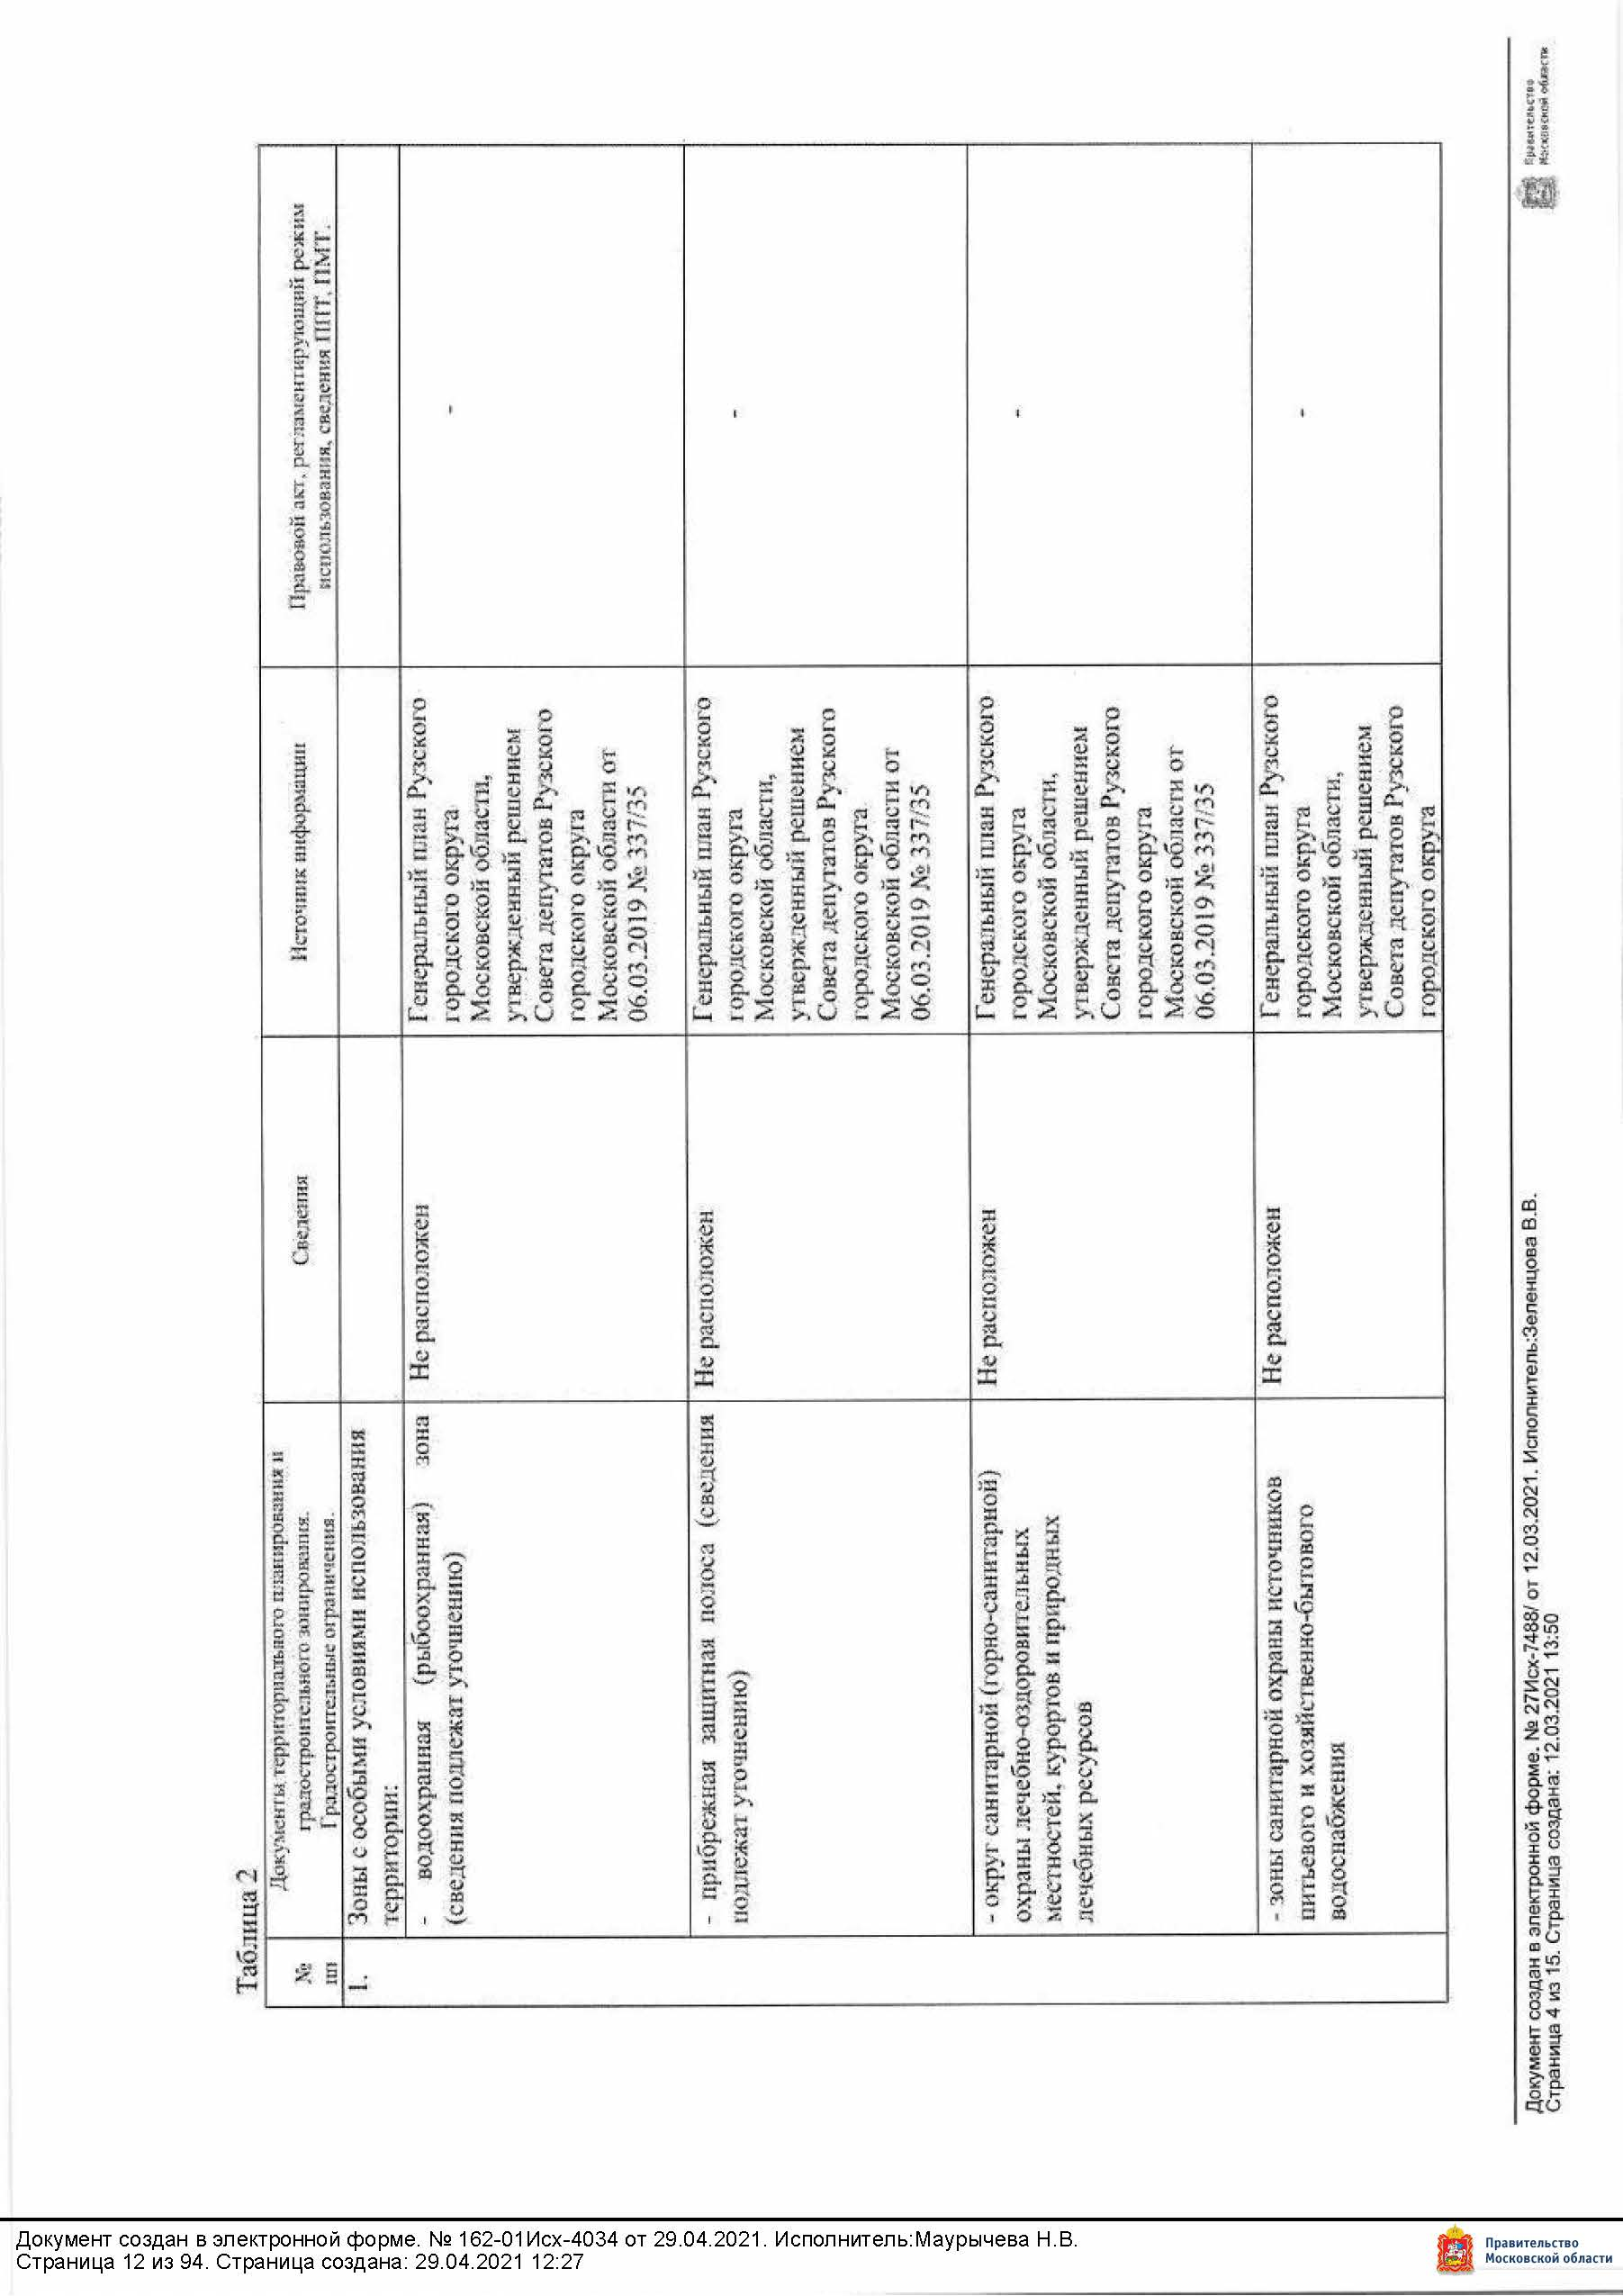 Таблица 2
№
пп
Документы территориального планирования и
градостроительного зонирования.
Градостроительные ограничения.
Сведения
Источник информации
Правовой акт, регламентирующий режим
использования, сведения ППТ, ПМТ.
1.
Зоны с особыми условиями использования
территории:
- водоохранная (рыбоохранная) зона
(сведения подлежат уточнению)
Не расположен
Генеральный план Рузского
городского округа
Московской области,
утвержденный решением
Совета депутатов Рузского
городского округа
Московской области от
06.03.2019 № 337/35
-
- прибрежная защитная полоса (сведения
подлежат уточнению)
Не расположен
Генеральный план Рузского
городского округа
Московской области,
утвержденный решением
Совета депутатов Рузского
городского округа
Московской области от
06.03.2019 № 337/35
-
- округ санитарной (горно-санитарной)
охраны лечебно-оздоровительных
местностей, курортов и природных
лечебных ресурсов
Не расположен
Генеральный план Рузского
городского округа
Московской области,
утвержденный решением
Совета депутатов Рузского
городского округа
Московской области от
06.03.2019 № 337/35
-
- зоны санитарной охраны источников
питьевого и хозяйственно-бытового
водоснабжения
Не расположен
Генеральный план Рузского
городского округа
Московской области,
утвержденный решением
Совета депутатов Рузского
городского округа
-
Документ создан в электронной форме. № 27Исх-7488/ от 12.03.2021. Исполнитель:Зеленцова В.В.
Страница 4 из 15. Страница создана: 12.03.2021 13:50
Правительство
Московской области
Документ создан в электронной форме. № 162-01Исх-4034 от 29.04.2021. Исполнитель:Маурычева Н.В.
Страница 12 из 94. Страница создана: 29.04.2021 12:27
Правительство
Московской области